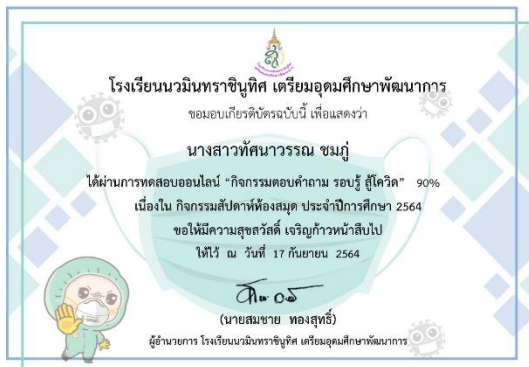 โรงเรียนนวมินทราชินูทิศ เตรียมอุดมศึกษาพัฒนาการ
ขอมอบเกียรติบัตรฉบับนี้ เพื่อแสดงว่า
นางสาวทัศนาวรรณ ชมภู่
ได้ผ่านการทดสอบออนไลน์ “กิจกรรมตอบคำถาม รอบรู้ สู้โควิด” 90%
เนื่องใน กิจกรรมสัปดาห์ห้องสมุด ประจำปีการศึกษา 2564
ขอให้มีความสุขสวัสดิ์ เจริญก้าวหน้าสืบไป
ให้ไว้ ณ วันที่ 17 กันยายน 2564
(นายสมชาย ทองสุทธิ์)
ผู้อำนวยการ โรงเรียนนวมินทราชินูทิศ เตรียมอุดมศึกษาพัฒนาการ